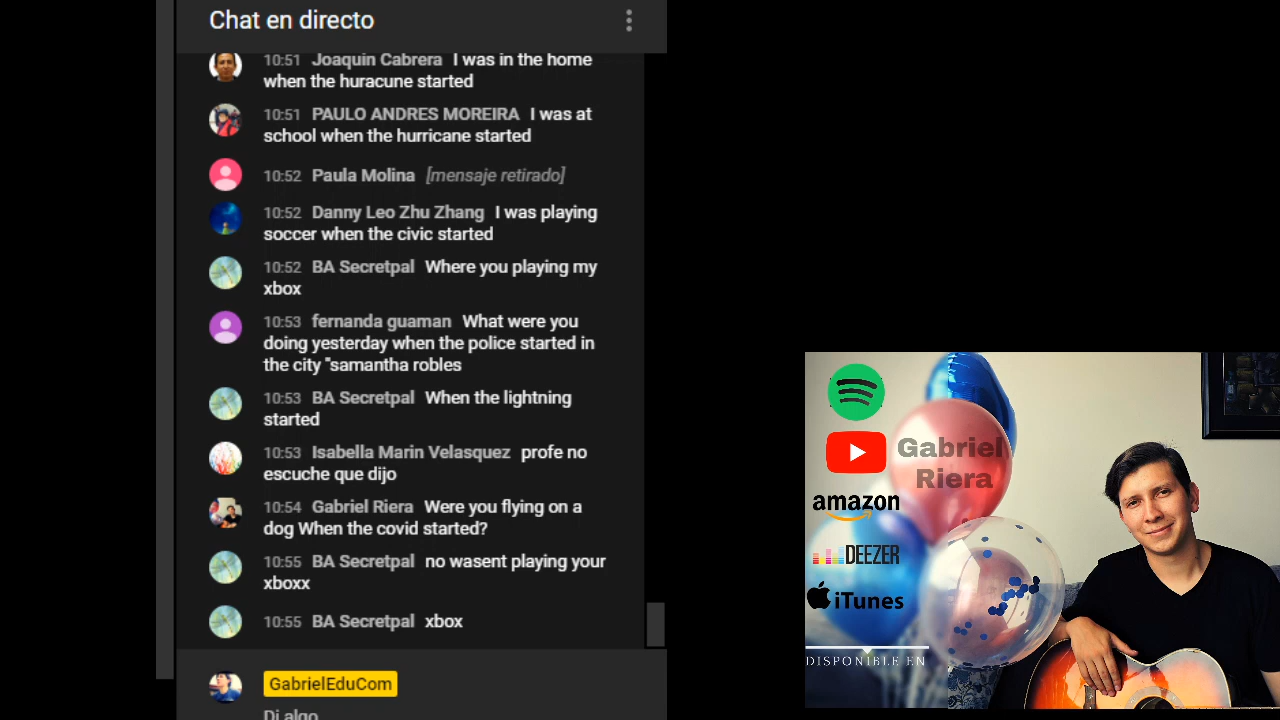 Chat en directo
10:51 Joaquin Cabrera I was in the home
when the huracune started
10:51 PAULO ANDRES MOREIRA I was at
school when the hurricane started
10:52 Paula Molina [mensaje retirado]
10:52 Danny Leo Zhu Zhang I was playing
soccer when the civic started
10:52 BA Secretpal Where you playing my
xbox
10:53 fernanda guaman What were you
doing yesterday when the police started in
the city "samantha robles
10:53 BA Secretpal When the lightning
started
10:53 Isabella Marin Velasquez profe no
escuche que dijo
10:54 Gabriel Riera Were you flying on a
dog When the covid started?
10:55 BA Secretpal no wasent playing your
xboxx
10:55 BA Secretpal xbox
GabrielEduCom
Di algo
Gabriel
Riera
amazon
DEEZER
iTunes
DISPONIBLE EN